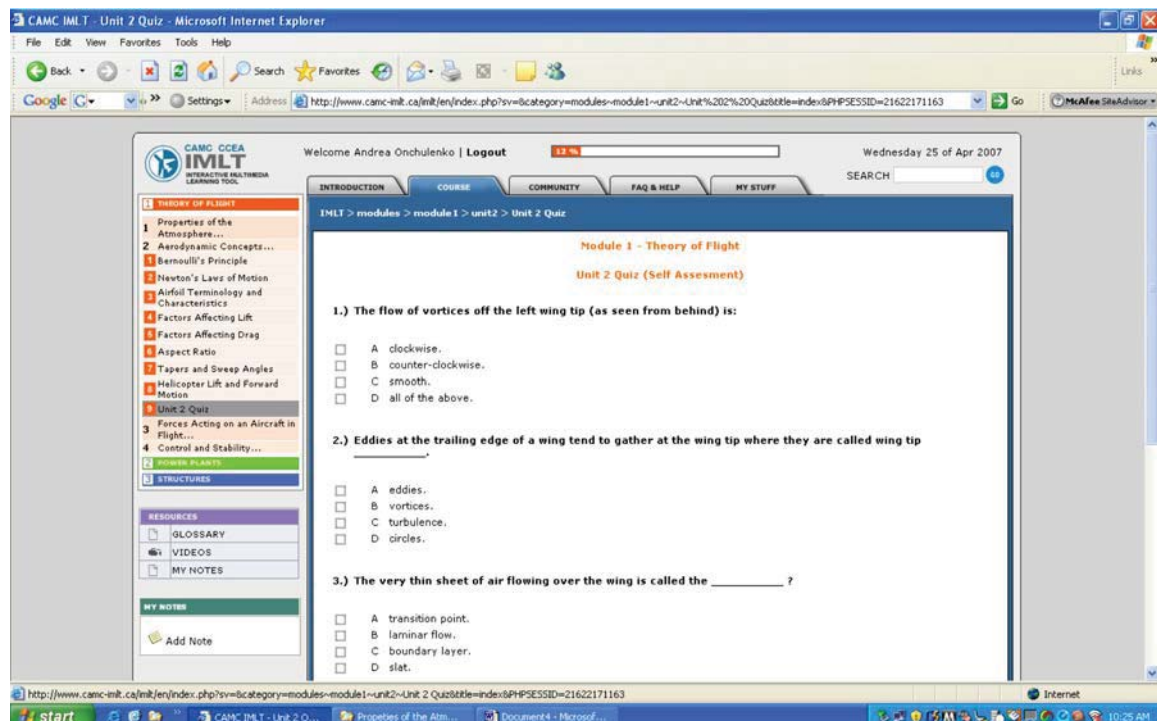 CAMC IMLT - Unit 2 Quiz - Microsoft Internet Explorer
File Edit View Favorites Tools Help
Back Search Favorites Links
Google G Settings Address http://www.camc-imlt.ca/imlt/en/index.php?sv=&category=modules~module1~unit2~Unit%202%20Quiz&title=index&PHPSESSID=21622171163 Go McAfee SiteAdvisor
CAMC CCEA
IMLT
INTERACTIVE MULTIMEDIA
LEARNING TOOL
Welcome Andrea Onchulenko | Logout 12 % Wednesday 25 of Apr 2007
SEARCH GO
INTRODUCTION COURSE COMMUNITY FAQ & HELP MY STUFF
IMLT > modules > module1 > unit2 > Unit 2 Quiz
1 THEORY OF FLIGHT
1 Properties of the
Atmosphere...
2 Aerodynamic Concepts...
1 Bernoulli's Principle
2 Newton's Laws of Motion
3 Airfoil Terminology and
Characteristics
4 Factors Affecting Lift
5 Factors Affecting Drag
6 Aspect Ratio
7 Tapers and Sweep Angles
8 Helicopter Lift and Forward
Motion
9 Unit 2 Quiz
3 Forces Acting on an Aircraft in
Flight...
4 Control and Stability...
2 POWER PLANTS
3 STRUCTURES
RESOURCES
GLOSSARY
VIDEOS
MY NOTES
MY NOTES
Add Note
Module 1 - Theory of Flight
Unit 2 Quiz (Self Assesment)
1.) The flow of vortices off the left wing tip (as seen from behind) is:
A clockwise.
B counter-clockwise.
C smooth.
D all of the above.
2.) Eddies at the trailing edge of a wing tend to gather at the wing tip where they are called wing tip
__________.
A eddies.
B vortices.
C turbulence.
D circles.
3.) The very thin sheet of air flowing over the wing is called the __________ ?
A transition point.
B laminar flow.
C boundary layer.
D slat.
http://www.camc-imlt.ca/imlt/en/index.php?sv=&category=modules~module1~unit2~Unit 2 Quiz&title=index&PHPSESSID=21622171163 Internet
start CAMC IMLT - Unit 2 Q... Propeties of the Atm... Document4 - Microsof... 10:25 AM